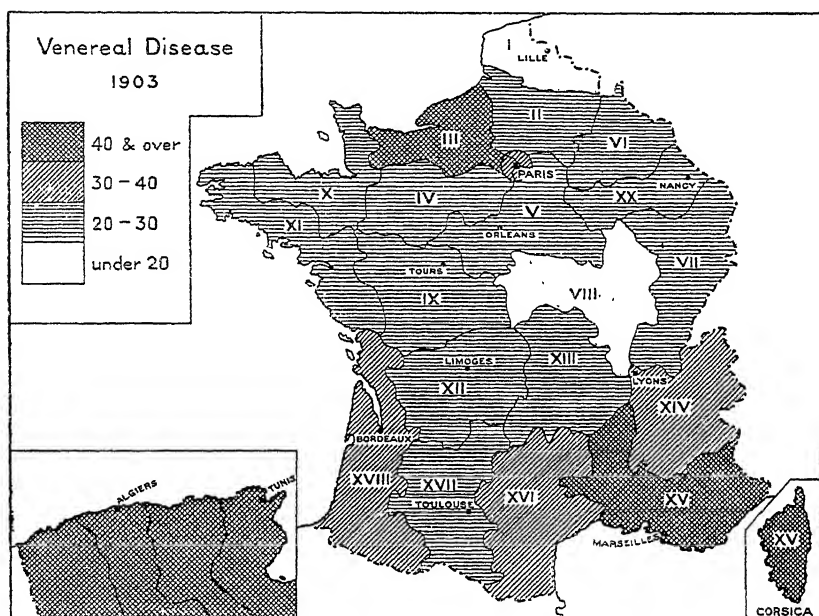 Venereal Disease
1903
40 & over
30 - 40
20 - 30
under 20
I
LILLE
II
III
VI
PARIS
NANCY
X
IV
XX
V
XI
ORLEANS
TOURS
VII
VIII
IX
LIMOGES
XIII
XII
LYONS
XIV
BORDEAUX
XVIII
XVII
XVI
XV
TOULOUSE
MARSEILLES
ALGIERS
TUNIS
XV
CORSICA